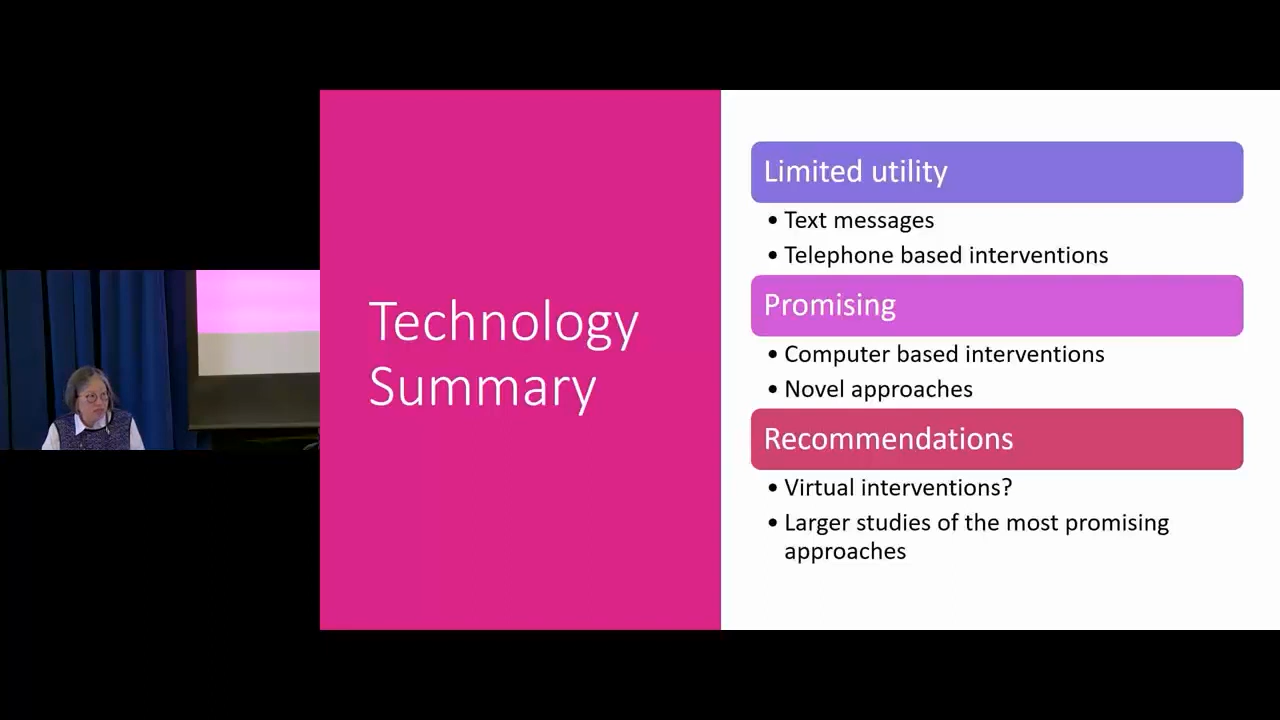 Technology
Summary
Limited utility
• Text messages
• Telephone based interventions
Promising
• Computer based interventions
• Novel approaches
Recommendations
• Virtual interventions?
• Larger studies of the most promising
approaches